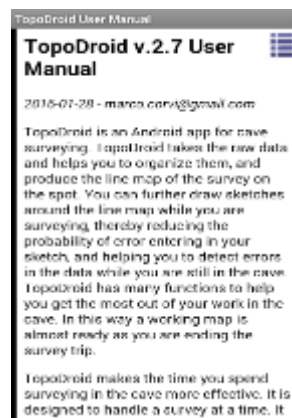 TopoDroid User Manual
TopoDroid v.2.7 User
Manual
2016-01-28 - marco.corvi@gmail.com
TopoDroid is an Android app for cave
surveying. TopoDroid takes the raw data
and helps you to organize them, and
produce the line map of the survey on
the spot. You can further draw sketches
around the line map while you are
surveying, thereby reducing the
probability of error entering in your
sketch, and helping you to detect errors
in the data while you are still in the cave.
TopoDroid has many functions to help
you get the most out of your work in the
cave. In this way a working map is
almost ready as you are ending the
survey trip.
TopoDroid makes the time you spend
surveying in the cave more effective. It is
designed to handle a survey at a time. It